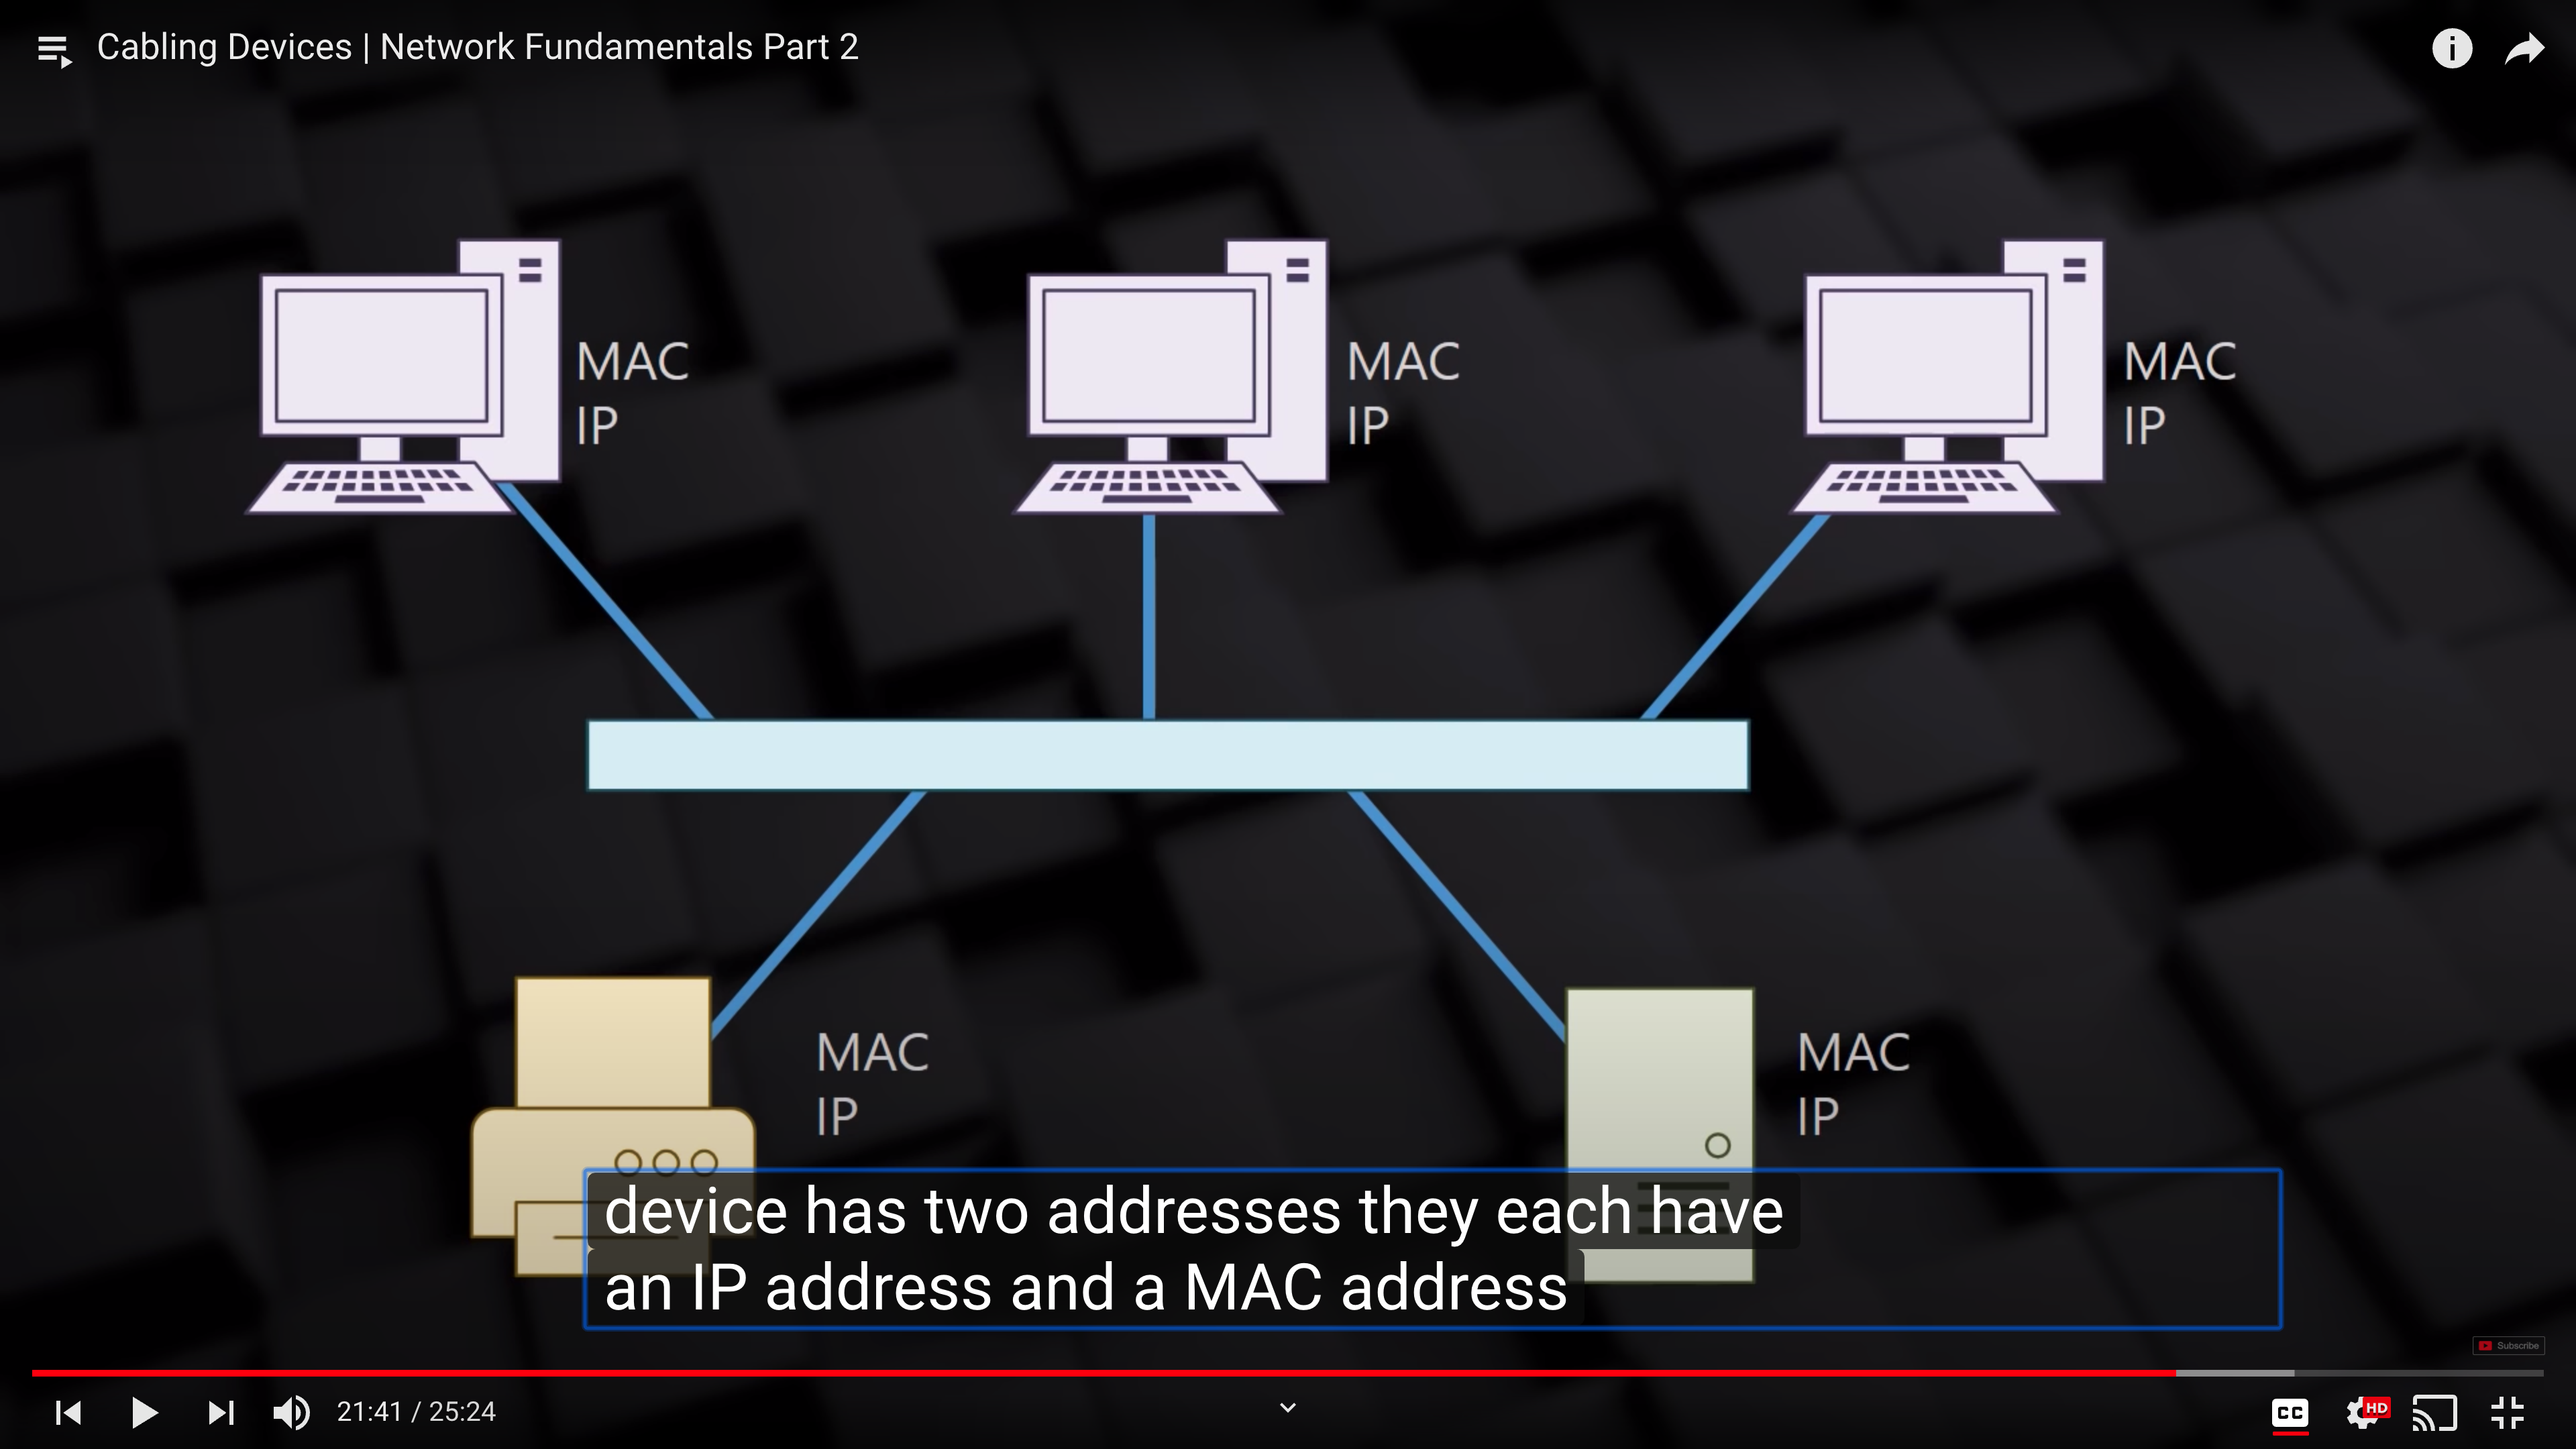 Cabling Devices | Network Fundamentals Part 2
MAC
IP
MAC
IP
MAC
IP
MAC
IP
MAC
IP
device has two addresses they each have
an IP address and a MAC address
Subscribe
21:41 / 25:24
CC
HD